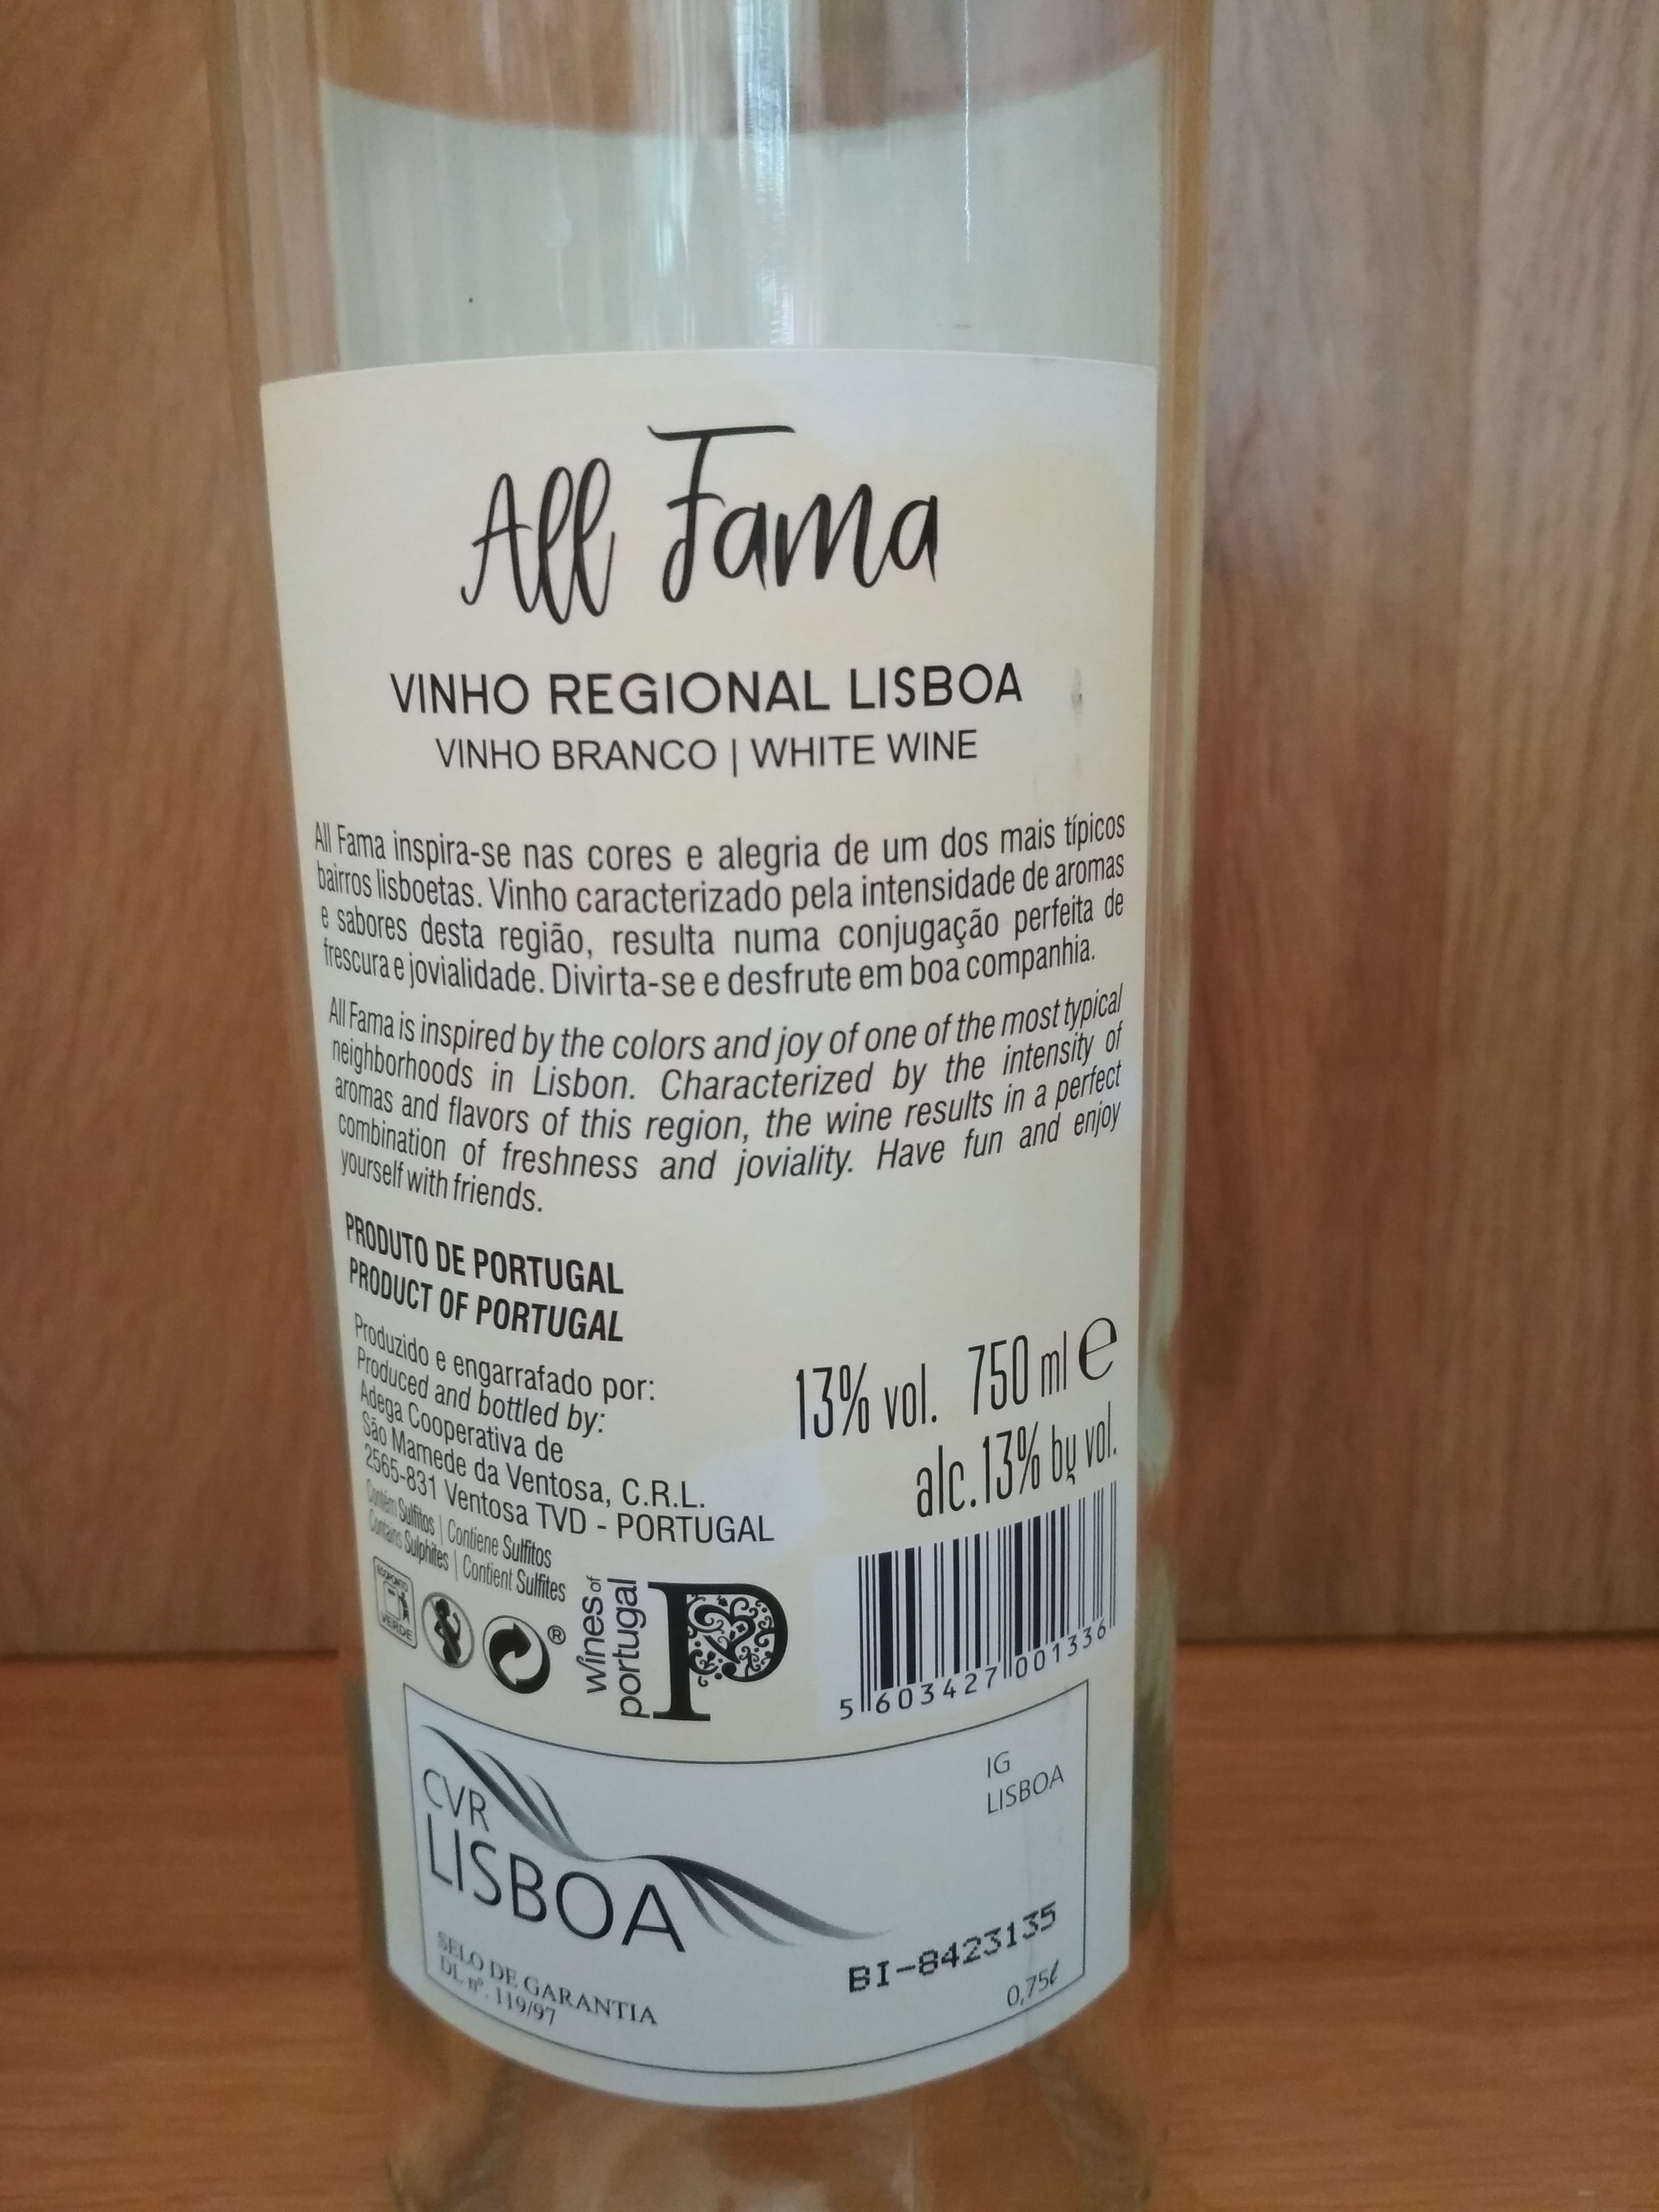 All Fama
VINHO REGIONAL LISBOA
VINHO BRANCO | WHITE WINE
All Fama inspira-se nas cores e alegria de um dos mais típicos
bairros lisboetas. Vinho caracterizado pela intensidade de aromas
e sabores desta região, resulta numa conjugação perfeita de
frescura e jovialidade. Divirta-se e desfrute em boa companhia.
All Fama is inspired by the colors and joy of one of the most typical
neighborhoods in Lisbon. Characterized by the intensity of
aromas and flavors of this region, the wine results in a perfect
combination of freshness and joviality. Have fun and enjoy
yourself with friends.
PRODUTO DE PORTUGAL
PRODUCT OF PORTUGAL
Produzido e engarrafado por:
Produced and bottled by:
Adega Cooperativa de
São Mamede da Ventosa, C.R.L.
2565-831 Ventosa TVD - PORTUGAL
Contém Sulfitos | Contiene Sulfitos
Contains Sulphites | Contient Sulfites
13% vol. 750 ml e
alc.13% by vol.
ECOPONTO
VERDE
®
wines of
portugal
P
5 603427 001336
CVR
LISBOA
SELO DE GARANTIA
DL nº. 119/97
IG
LISBOA
BI-8423135
0,75ℓ